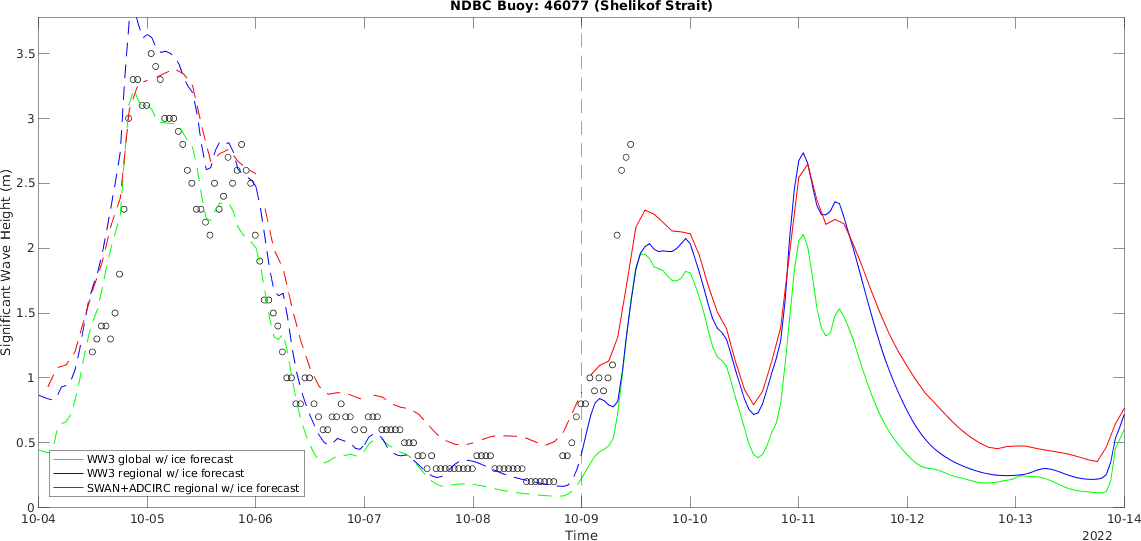 NDBC Buoy: 46077 (Shelikof Strait)
3.5
3
2.5
2
1.5
1
0.5
0
Significant Wave Height (m)
WW3 global w/ ice forecast
WW3 regional w/ ice forecast
SWAN+ADCIRC regional w/ ice forecast
10-04 10-05 10-06 10-07 10-08 10-09 10-10 10-11 10-12 10-13 10-14
Time
2022